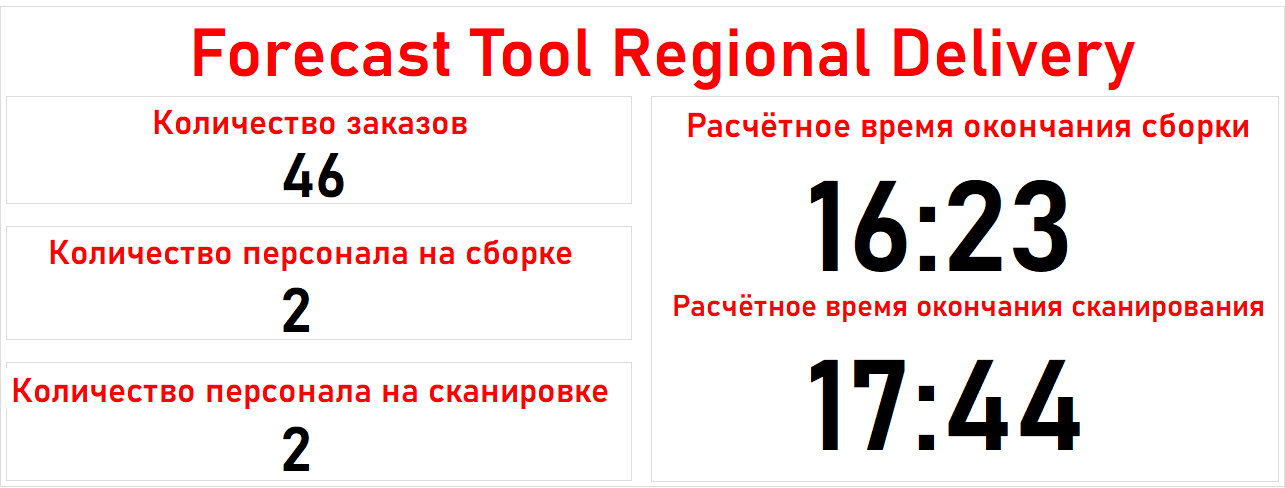 Forecast Tool Regional Delivery
Количество заказов
46
Количество персонала на сборке
2
Количество персонала на сканировке
2
Расчётное время окончания сборки
16:23
Расчётное время окончания сканирования
17:44